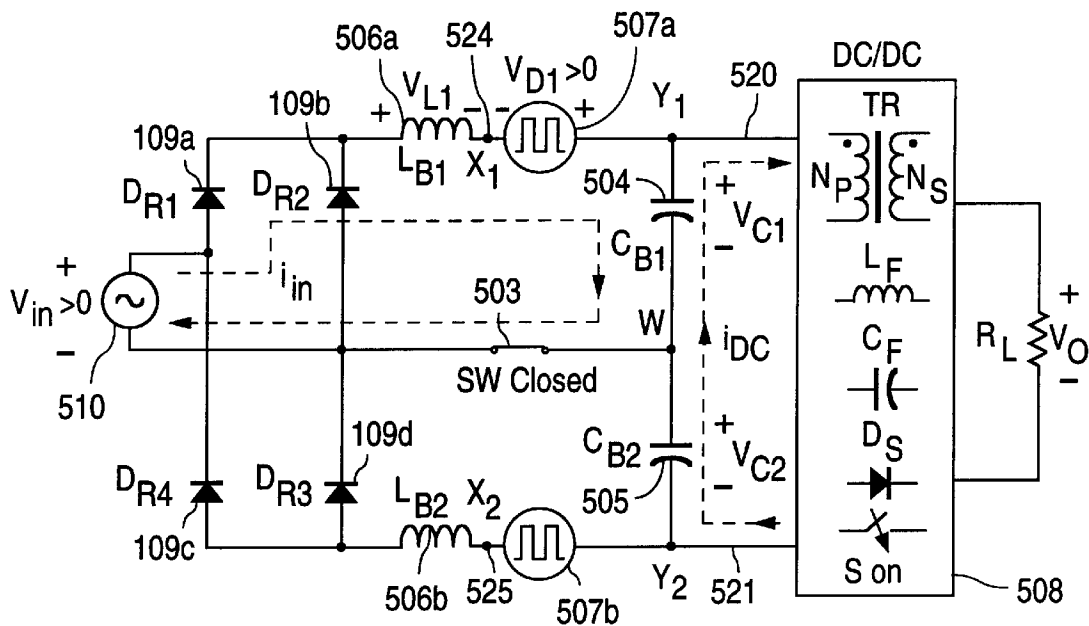 506a
524
507a
V_D1 >0
DC/DC
520
109b
V_L1
+ - - +
Y_1
TR
109a
L_B1
X_1
504
D_R1
D_R2
+
V_C1
-
N_P
N_S
C_B1
+
V_in >0
-
i_in
503
W
L_F
i_DC
SW Closed
C_F
R_L
+
V_O
-
510
109d
C_B2
+
V_C2
-
D_S
D_R4
D_R3
L_B2
X_2
505
109c
506b
525
507b
Y_2
521
S on
508